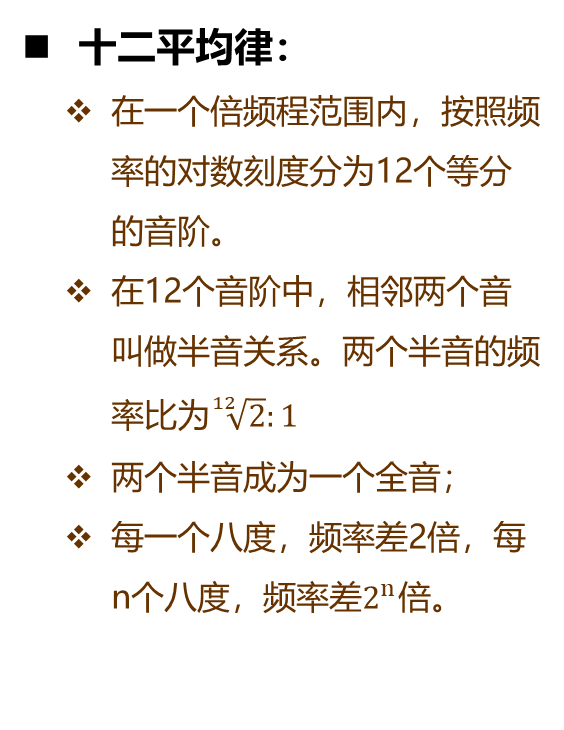 ■ 十二平均律：
❖ 在一个倍频程范围内，按照频
率的对数刻度分为12个等分
的音阶。
❖ 在12个音阶中，相邻两个音
叫做半音关系。两个半音的频
率比为 ¹²√2: 1
❖ 两个半音成为一个全音；
❖ 每一个八度，频率差2倍，每
n个八度，频率差2ⁿ倍。